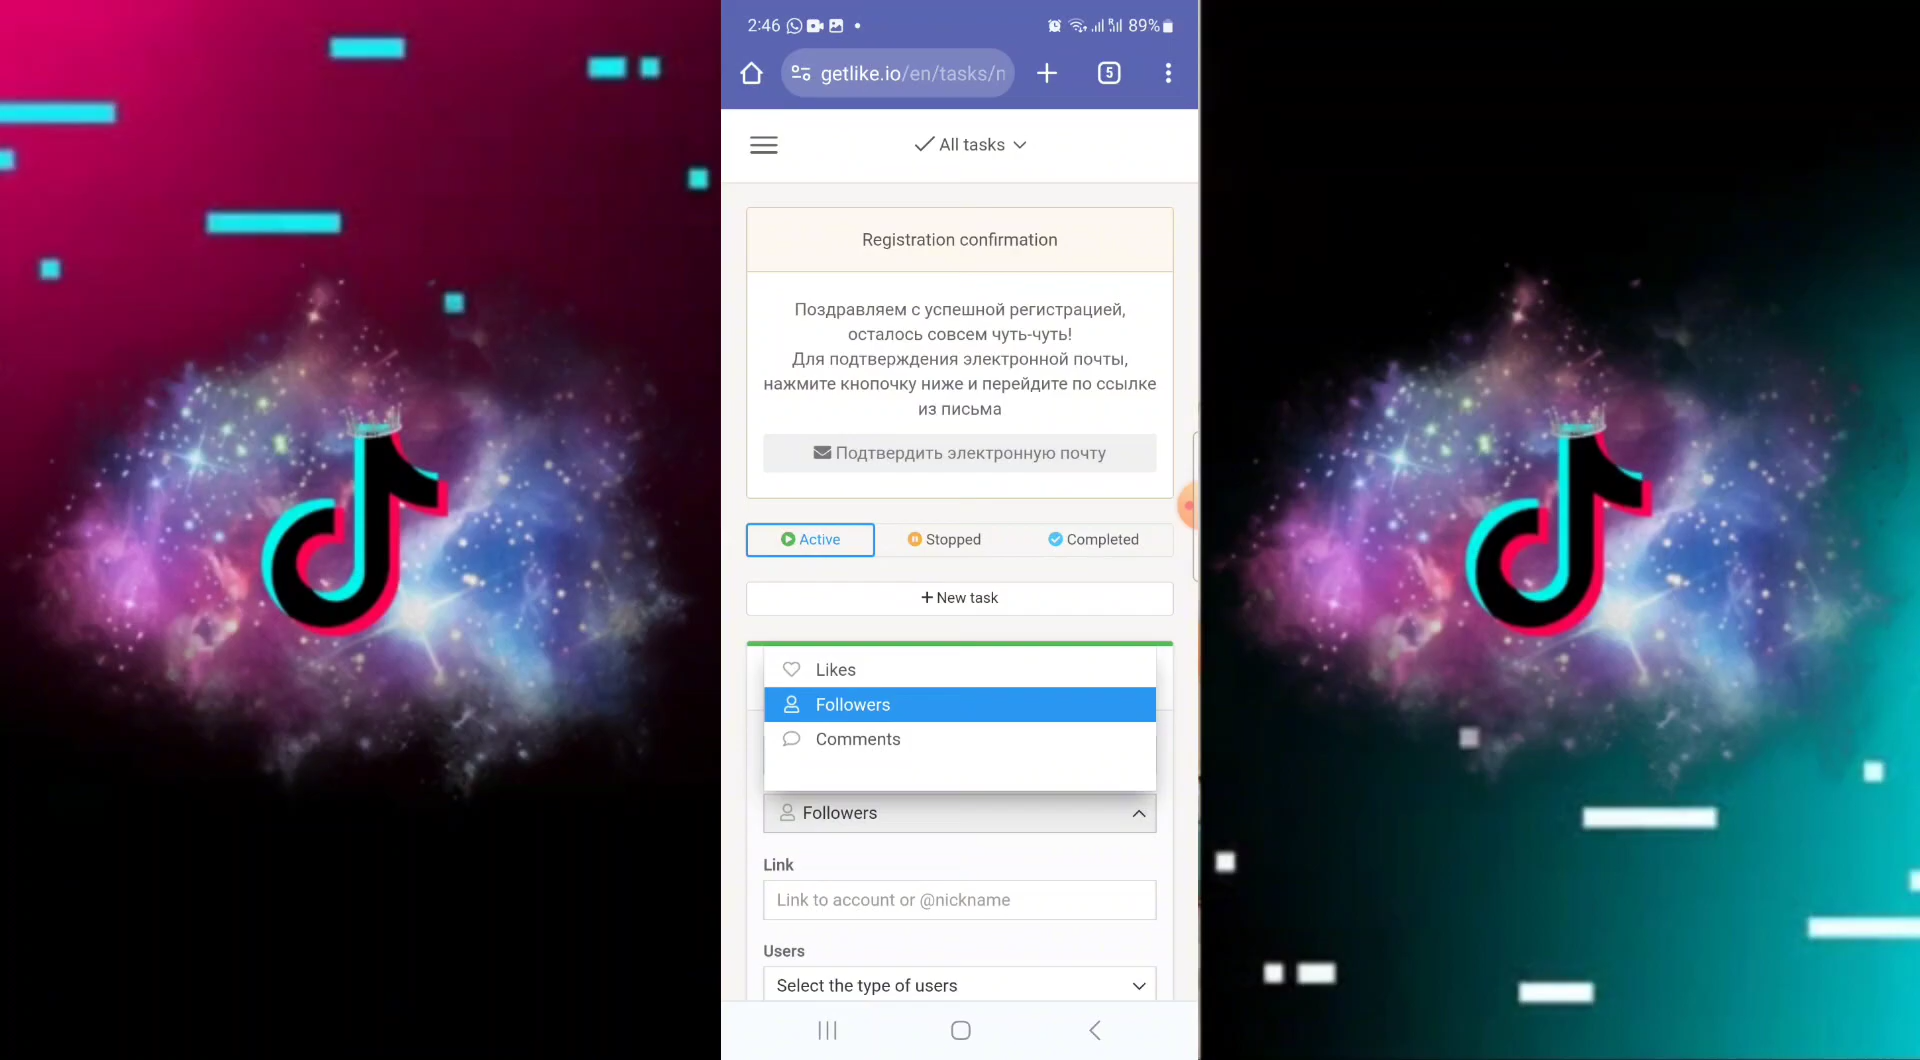 2:46
89%
getlike.io/en/tasks/n
5
All tasks
Registration confirmation
Поздравляем с успешной регистрацией,
осталось совсем чуть-чуть!
Для подтверждения электронной почты,
нажмите кнопочку ниже и перейдите по ссылке
из письма
Подтвердить электронную почту
Active
Stopped
Completed
+ New task
Likes
Followers
Comments
Followers
Link
Link to account or @nickname
Users
Select the type of users